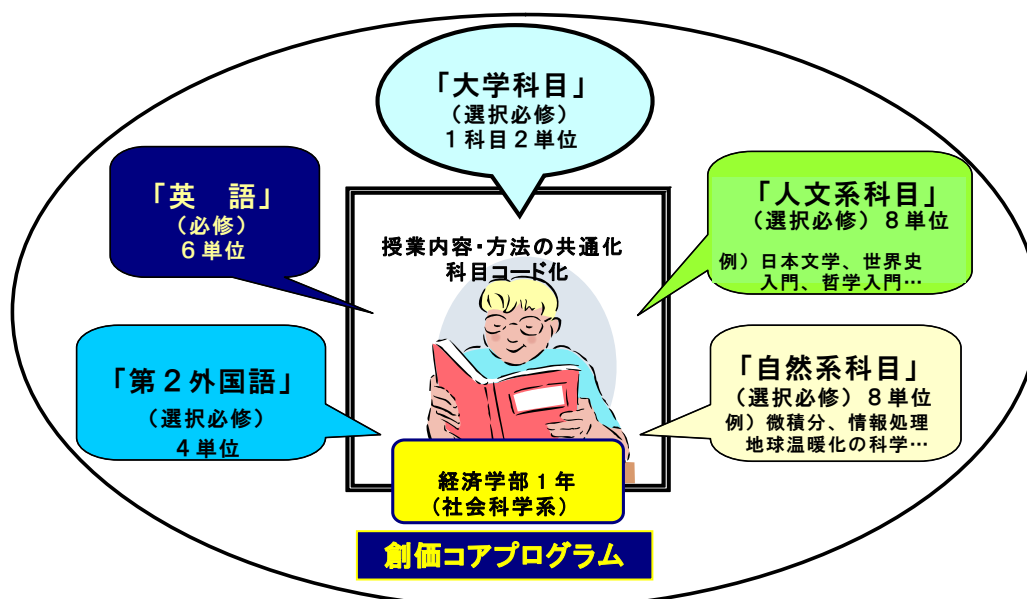 「大学科目」
（選択必修）
１科目２単位
「英　語」
（必修）
６単位
「人文系科目」
（選択必修）８単位
例）日本文学、世界史
入門、哲学入門…
授業内容・方法の共通化
科目コード化
「第２外国語」
（選択必修）
４単位
「自然系科目」
（選択必修）８単位
例）微積分、情報処理
地球温暖化の科学…
経済学部１年
（社会科学系）
創価コアプログラム